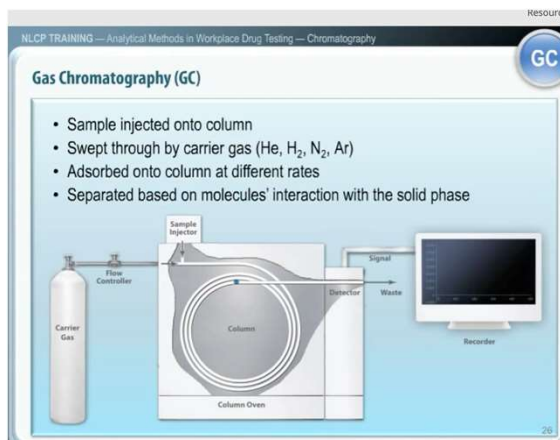 Resourc
NLCP TRAINING — Analytical Methods in Workplace Drug Testing — Chromatography
GC
Gas Chromatography (GC)
• Sample injected onto column
• Swept through by carrier gas (He, H₂, N₂, Ar)
• Adsorbed onto column at different rates
• Separated based on molecules' interaction with the solid phase
Sample
Injector
Flow
Controller
Signal
Detector
Waste
Carrier
Gas
Column
Recorder
Column Oven
26